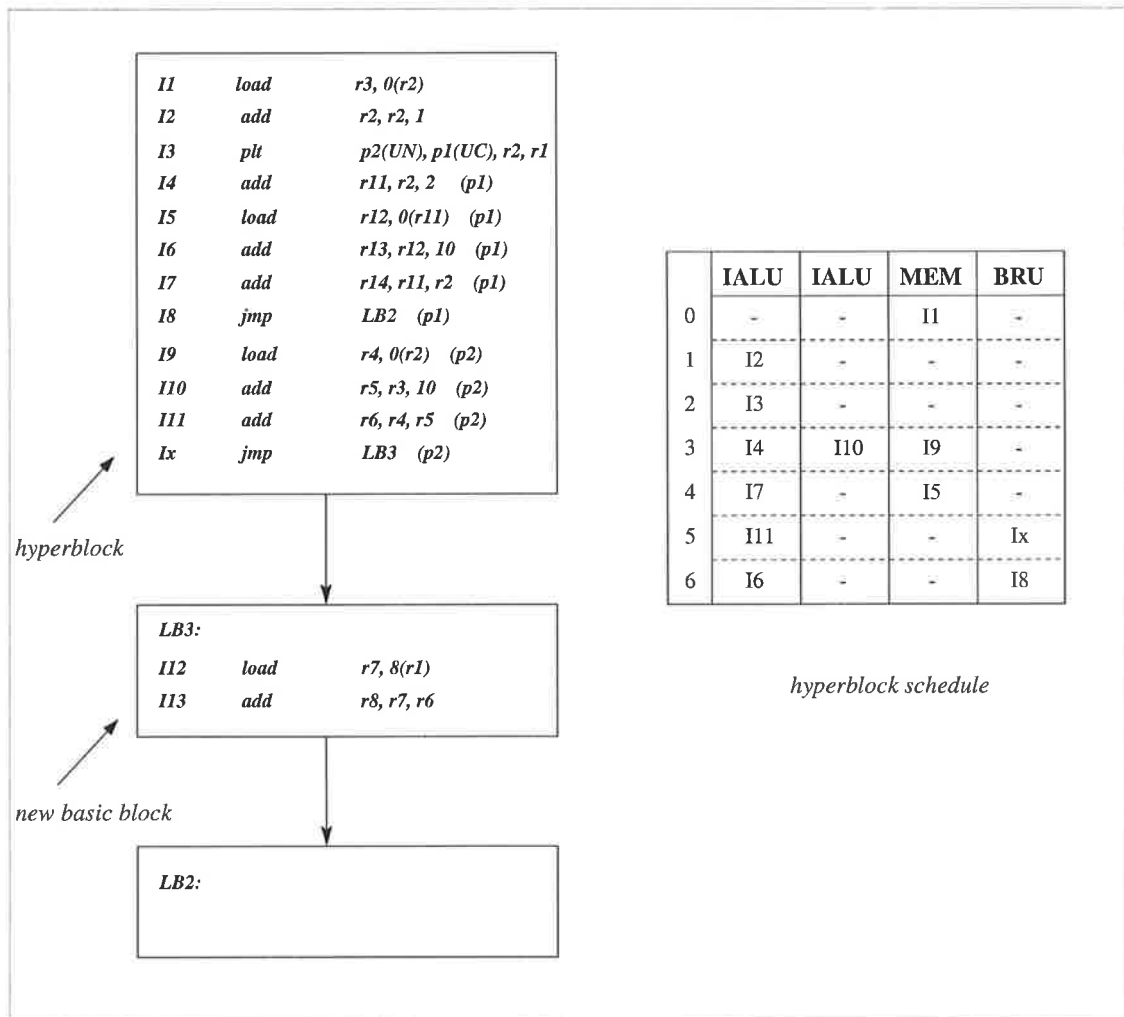 I1 load r3, 0(r2)
I2 add r2, r2, 1
I3 plt p2(UN), p1(UC), r2, r1
I4 add r11, r2, 2 (p1)
I5 load r12, 0(r11) (p1)
I6 add r13, r12, 10 (p1)
I7 add r14, r11, r2 (p1)
I8 jmp LB2 (p1)
I9 load r4, 0(r2) (p2)
I10 add r5, r3, 10 (p2)
I11 add r6, r4, r5 (p2)
Ix jmp LB3 (p2)
hyperblock
LB3:
I12 load r7, 8(r1)
I13 add r8, r7, r6
new basic block
LB2:
IALU IALU MEM BRU
0 - - I1 -
1 I2 - - -
2 I3 - - -
3 I4 I10 I9 -
4 I7 - I5 -
5 I11 - - Ix
6 I6 - - I8
hyperblock schedule